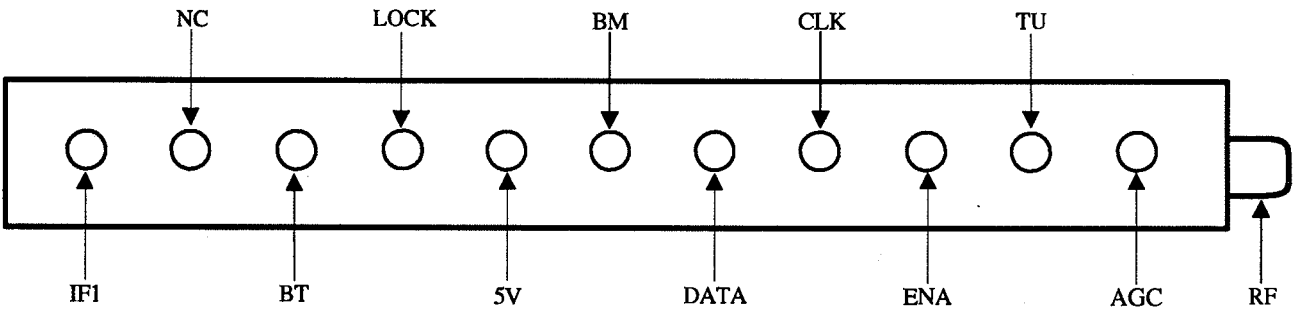 NC LOCK BM CLK TU
IF1 BT 5V DATA ENA AGC RF